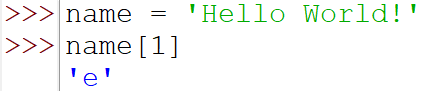 >>> name = 'Hello World!'
>>> name[1]
'e'